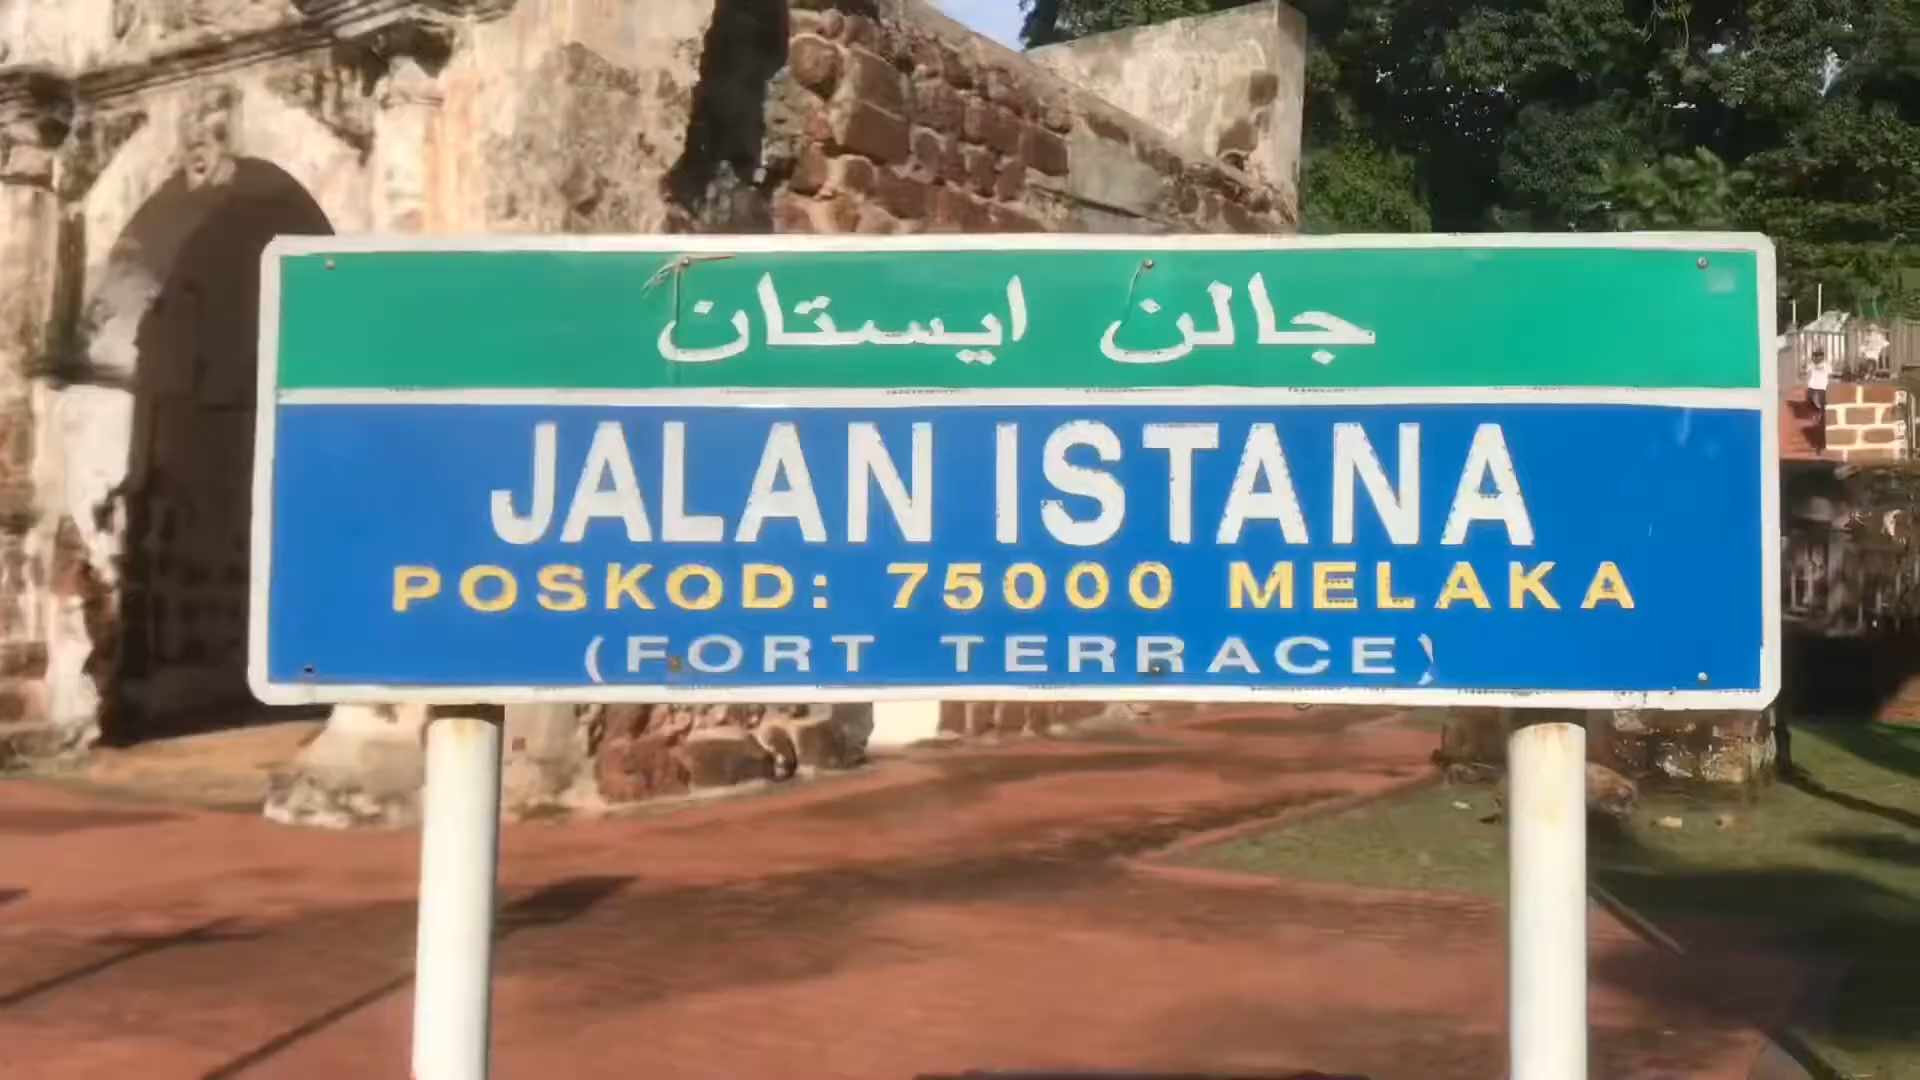 جالن ايستان
JALAN ISTANA
POSKOD: 75000 MELAKA
(FORT TERRACE)